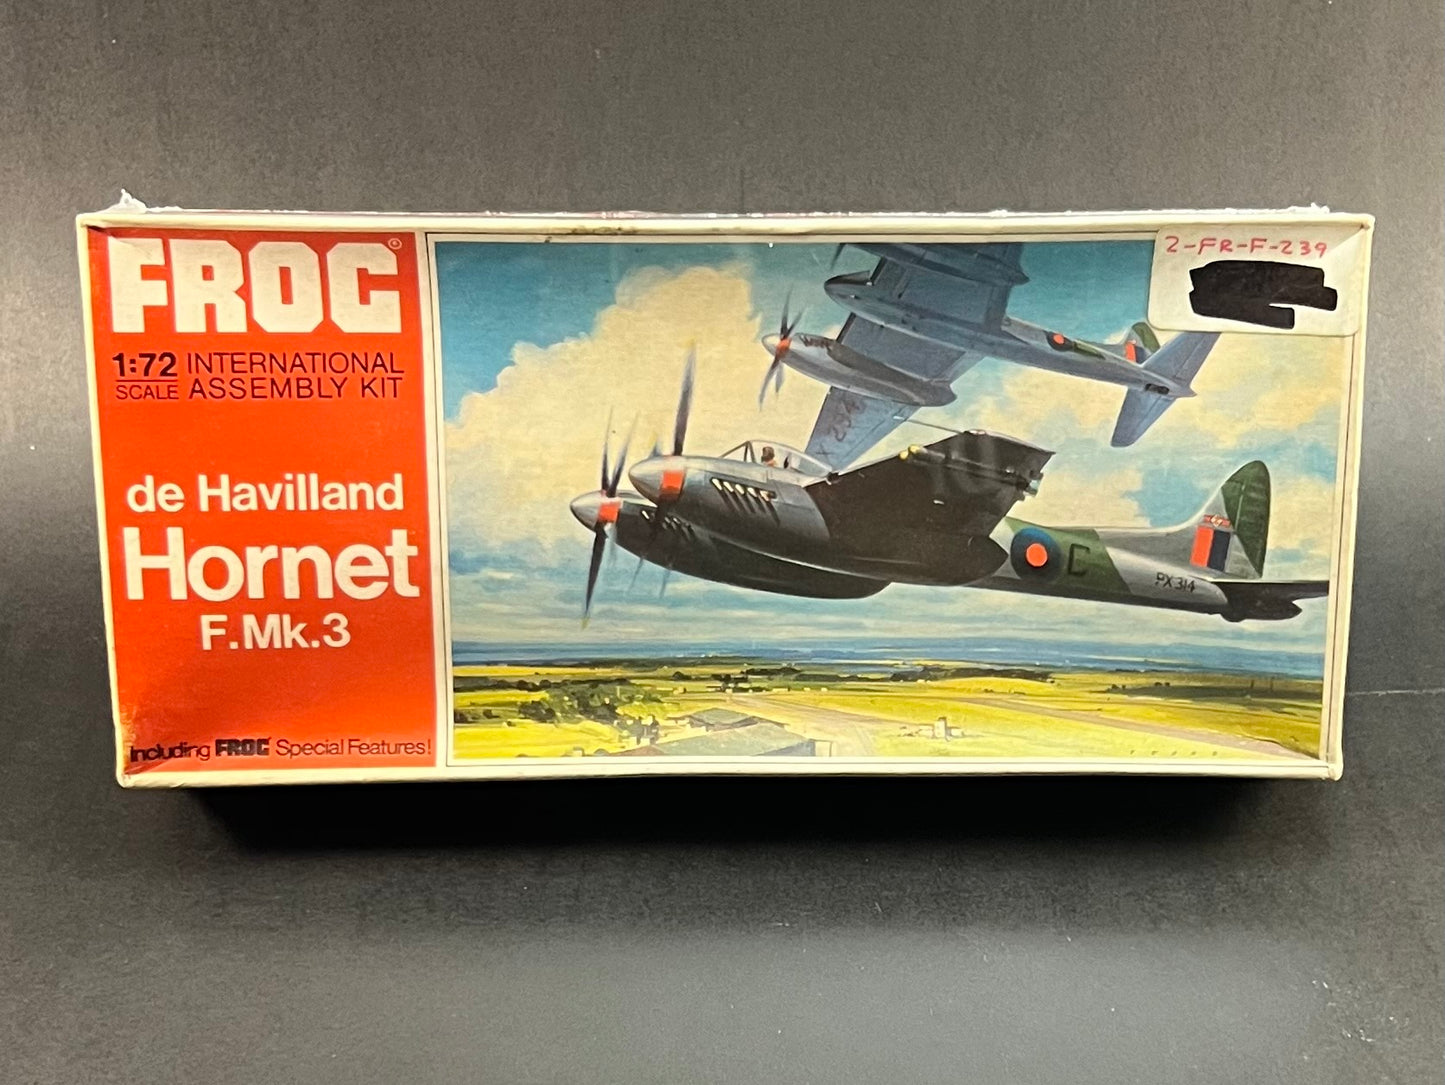 FROG®
1:72 SCALE
INTERNATIONAL
ASSEMBLY KIT
de Havilland
Hornet
F.Mk.3
Including FROG Special Features!
2-FR-F-239
C
PX314